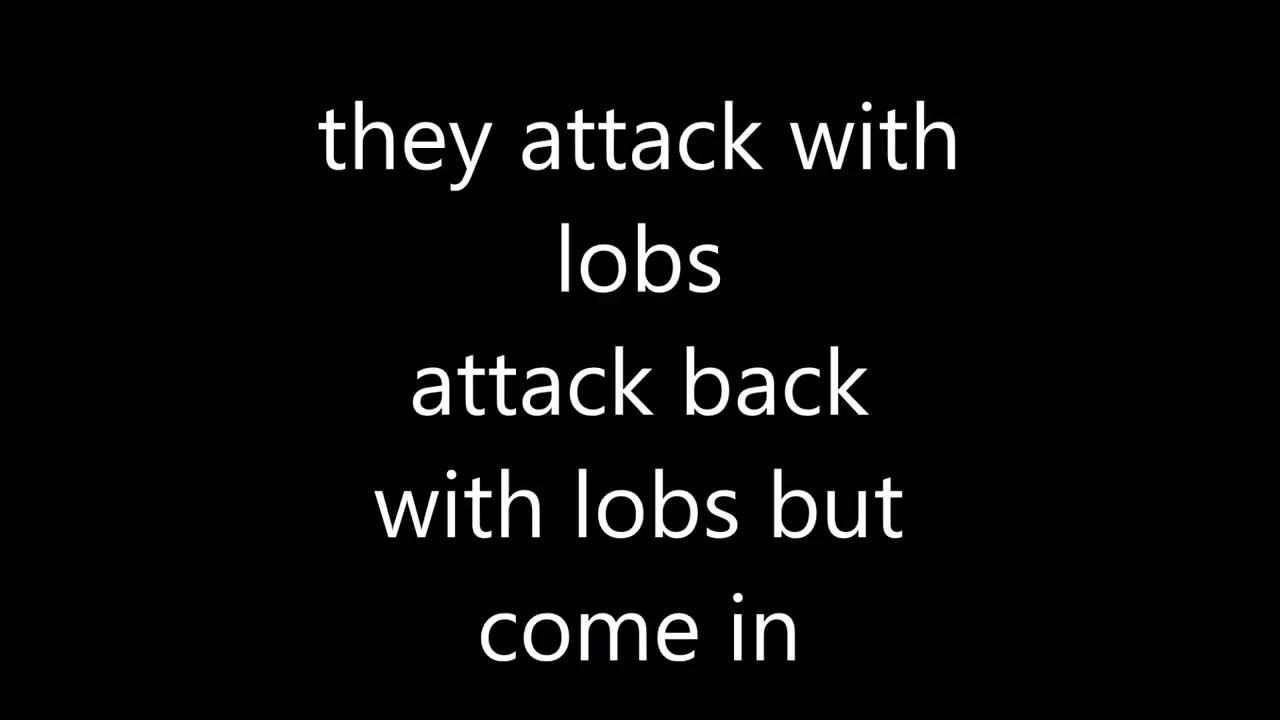 they attack with
lobs
attack back
with lobs but
come in